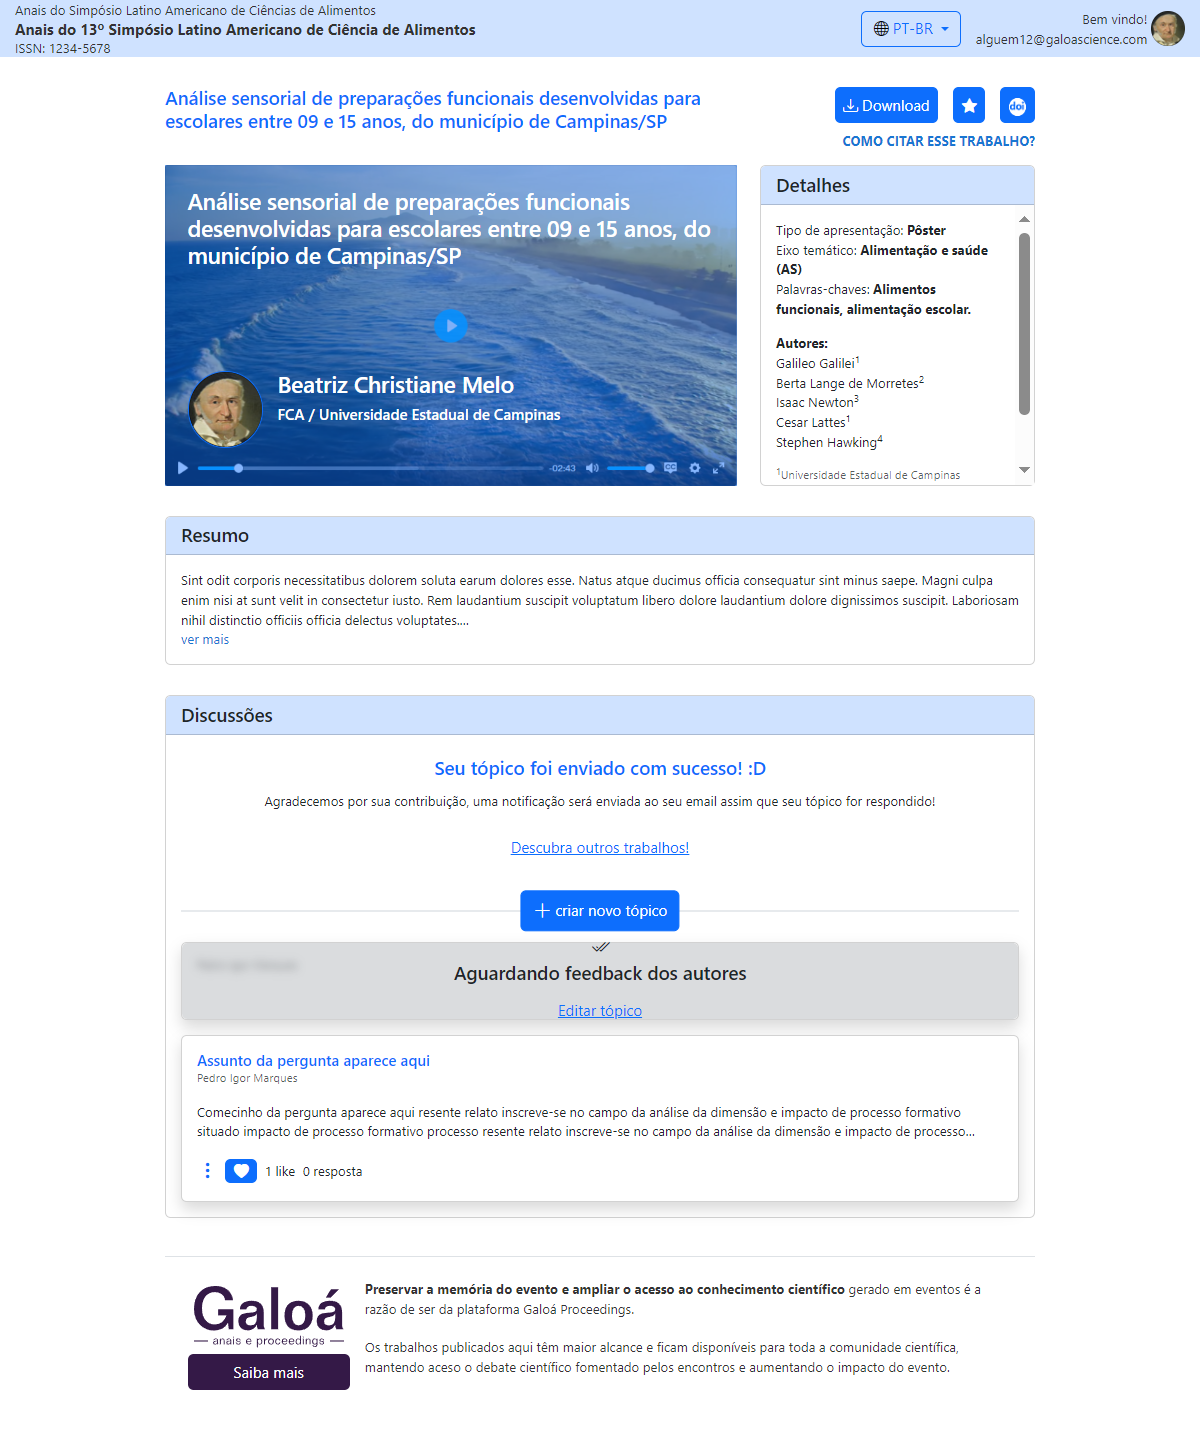 Anais do Simpósio Latino Americano de Ciências de Alimentos
Anais do 13º Simpósio Latino Americano de Ciência de Alimentos
ISSN: 1234-5678
PT-BR
Bem vindo!
alguem12@galoascience.com
Análise sensorial de preparações funcionais desenvolvidas para
escolares entre 09 e 15 anos, do município de Campinas/SP
Download
doi
COMO CITAR ESSE TRABALHO?
Análise sensorial de preparações funcionais
desenvolvidas para escolares entre 09 e 15 anos, do
município de Campinas/SP
Beatriz Christiane Melo
FCA / Universidade Estadual de Campinas
-02:43
CC
Detalhes
Tipo de apresentação: Pôster
Eixo temático: Alimentação e saúde
(AS)
Palavras-chaves: Alimentos
funcionais, alimentação escolar.
Autores:
Galileo Galilei1
Berta Lange de Morretes2
Isaac Newton3
Cesar Lattes1
Stephen Hawking4
1Universidade Estadual de Campinas
Resumo
Sint odit corporis necessitatibus dolorem soluta earum dolores esse. Natus atque ducimus officia consequatur sint minus saepe. Magni culpa
enim nisi at sunt velit in consectetur iusto. Rem laudantium suscipit voluptatum libero dolore laudantium dolore dignissimos suscipit. Laboriosam
nihil distinctio officiis officia delectus voluptates....
ver mais
Discussões
Seu tópico foi enviado com sucesso! :D
Agradecemos por sua contribuição, uma notificação será enviada ao seu email assim que seu tópico for respondido!
Descubra outros trabalhos!
criar novo tópico
Aguardando feedback dos autores
Editar tópico
Assunto da pergunta aparece aqui
Pedro Igor Marques
Comecinho da pergunta aparece aqui resente relato inscreve-se no campo da análise da dimensão e impacto de processo formativo
situado impacto de processo formativo processo resente relato inscreve-se no campo da análise da dimensão e impacto de processo...
1 like 0 resposta
Galoá
anais e proceedings
Saiba mais
Preservar a memória do evento e ampliar o acesso ao conhecimento científico gerado em eventos é a
razão de ser da plataforma Galoá Proceedings.
Os trabalhos publicados aqui têm maior alcance e ficam disponíveis para toda a comunidade científica,
mantendo aceso o debate científico fomentado pelos encontros e aumentando o impacto do evento.